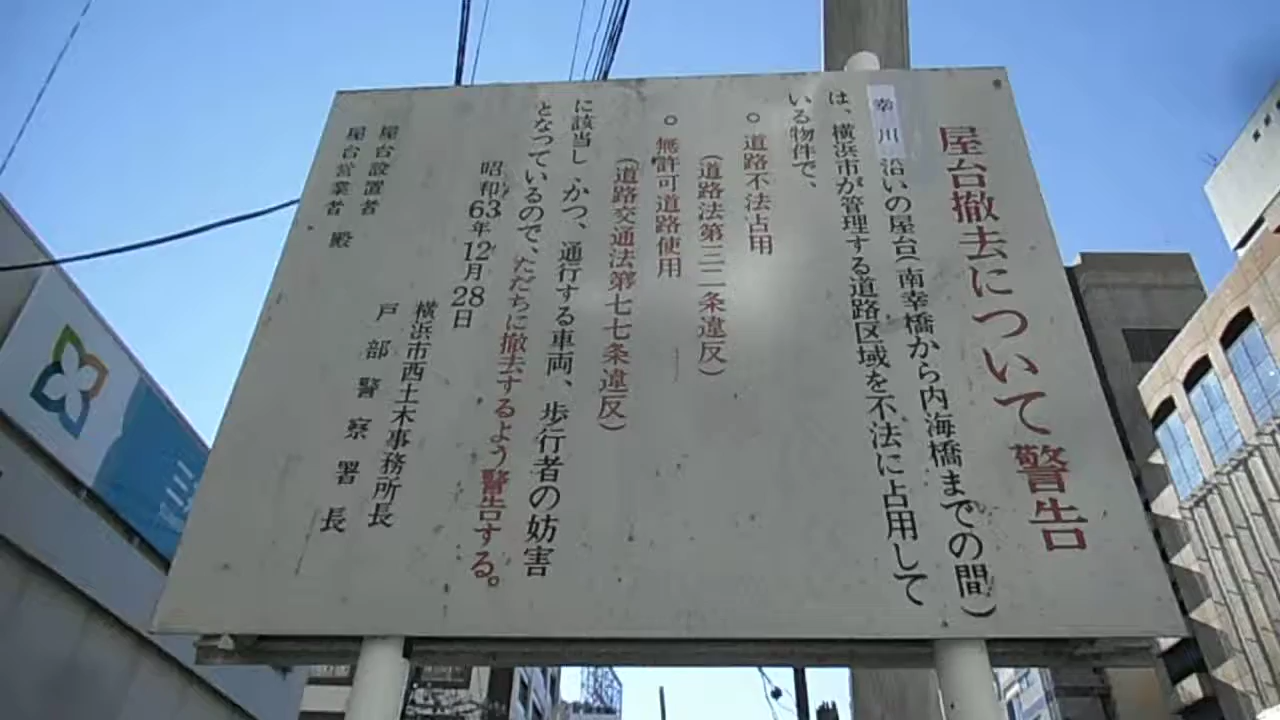 屋台撤去について警告
幸川沿いの屋台(南幸橋から内海橋までの間)
は、横浜市が管理する道路区域を不法に占用して
いる物件で、
○道路不法占用
(道路法第三二条違反)
○無許可道路使用
(道路交通法第七七条違反)
に該当し、かつ、通行する車両、歩行者の妨害
となっているので、ただちに撤去するよう警告する。
昭和63年12月28日
横浜市西土木事務所長
戸部警察署長
屋台設置者
屋台営業者 殿